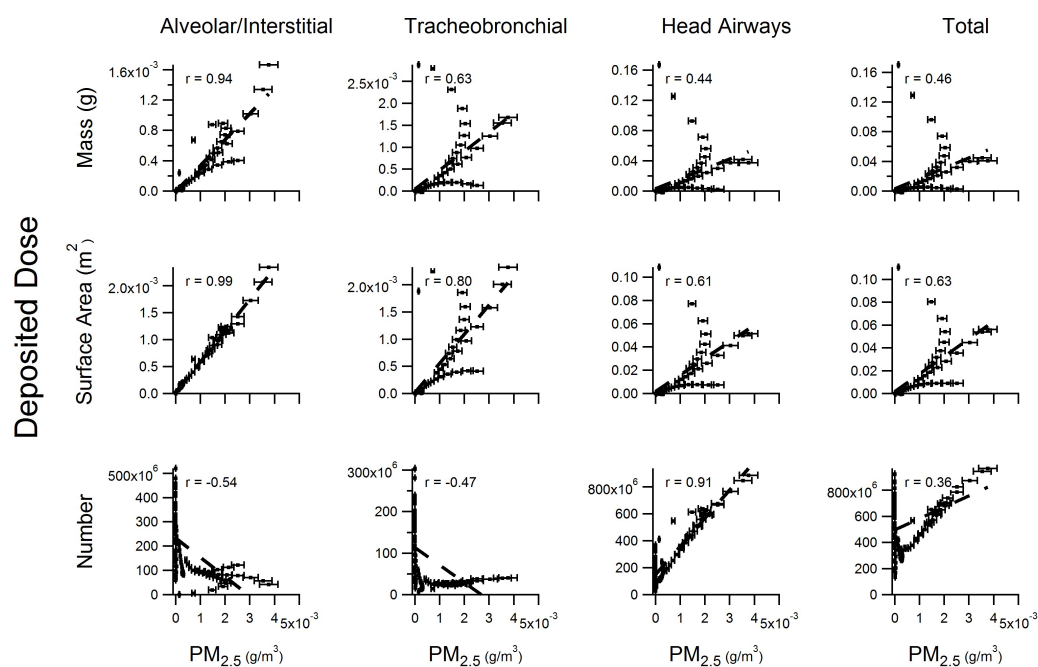 Alveolar/Interstitial Tracheobronchial Head Airways Total
Deposited Dose
Mass (g)
1.6x10⁻³
1.2
0.8
0.4
0.0
r = 0.94
2.5x10⁻³
2.0
1.5
1.0
0.5
0.0
r = 0.63
0.16
0.12
0.08
0.04
0.00
r = 0.44
0.16
0.12
0.08
0.04
0.00
r = 0.46
Surface Area (m²)
2.0x10⁻³
1.5
1.0
0.5
0.0
r = 0.99
2.0x10⁻³
1.5
1.0
0.5
0.0
r = 0.80
0.10
0.08
0.06
0.04
0.02
0.00
r = 0.61
0.10
0.08
0.06
0.04
0.02
0.00
r = 0.63
Number
500x10⁶
400
300
200
100
0
r = -0.54
300x10⁶
200
100
0
r = -0.47
800x10⁶
600
400
200
0
r = 0.91
800x10⁶
600
400
200
0
r = 0.36
0 1 2 3 4 5x10⁻³
0 1 2 3 4 5x10⁻³
0 1 2 3 4 5x10⁻³
0 1 2 3 4 5x10⁻³
PM₂.₅ (g/m³) PM₂.₅ (g/m³) PM₂.₅ (g/m³) PM₂.₅ (g/m³)